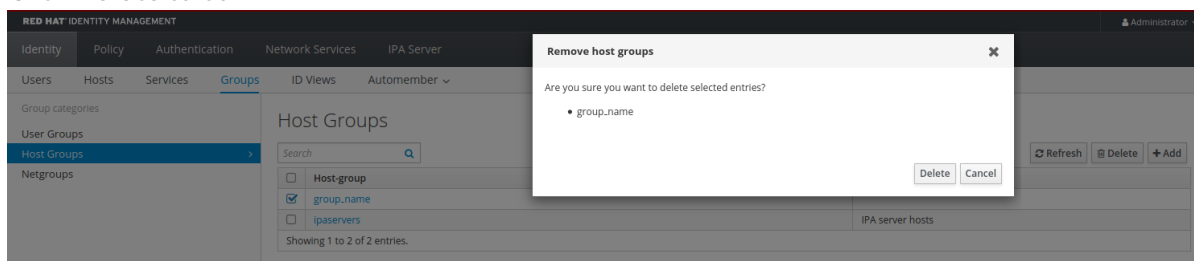 RED HAT IDENTITY MANAGEMENT
Administrator
Identity Policy Authentication Network Services IPA Server
Remove host groups
Users Hosts Services Groups ID Views Automember
Are you sure you want to delete selected entries?
• group_name
Delete Cancel
Group categories
User Groups
Host Groups
Netgroups
Host Groups
Search
Refresh Delete + Add
Host-group
group_name
ipaservers IPA server hosts
Showing 1 to 2 of 2 entries.